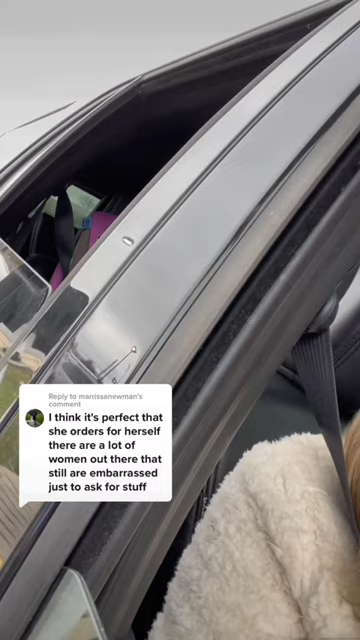 Reply to marrissanewman's
comment
I think it's perfect that
she orders for herself
there are a lot of
women out there that
still are embarrassed
just to ask for stuff